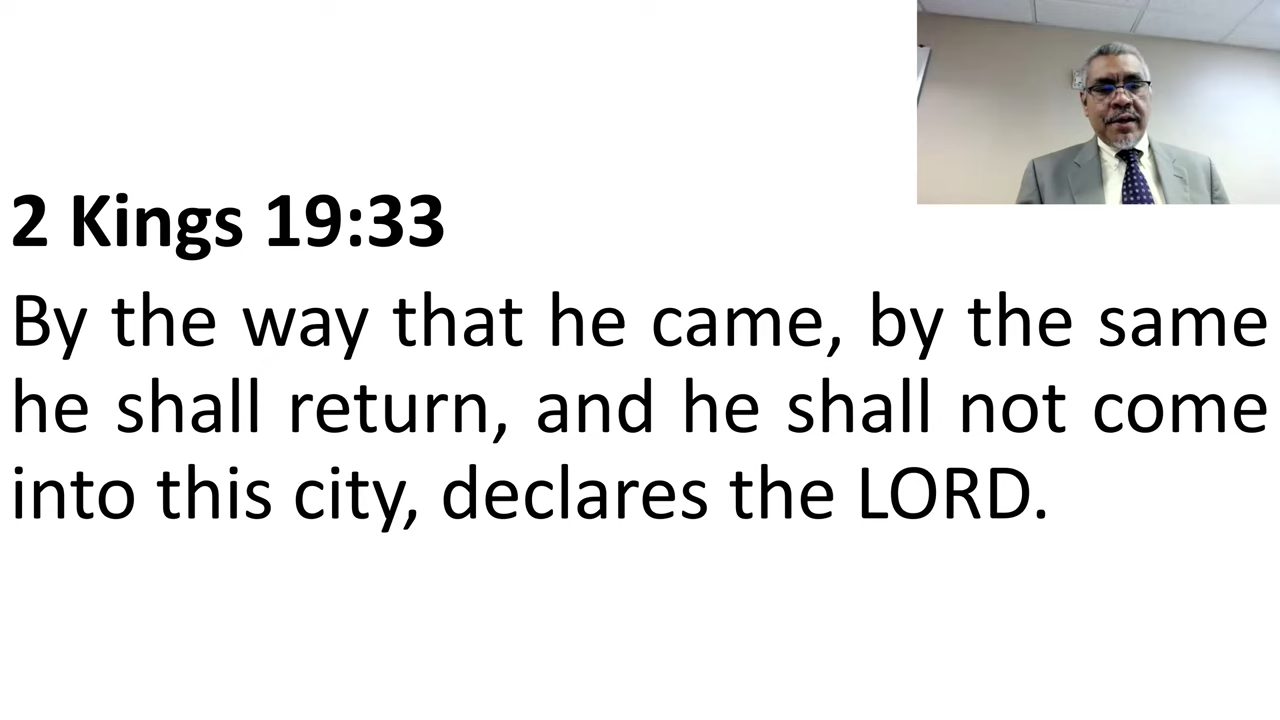 2 Kings 19:33
By the way that he came, by the same
he shall return, and he shall not come
into this city, declares the LORD.